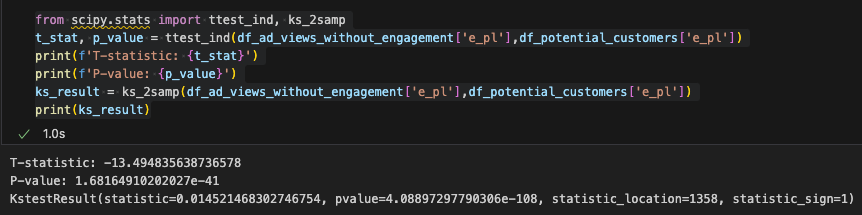 from scipy.stats import ttest_ind, ks_2samp
t_stat, p_value = ttest_ind(df_ad_views_without_engagement['e_pl'],df_potential_customers['e_pl'])
print(f'T-statistic: {t_stat}')
print(f'P-value: {p_value}')
ks_result = ks_2samp(df_ad_views_without_engagement['e_pl'],df_potential_customers['e_pl'])
print(ks_result)
1.0s
T-statistic: -13.494835638736578
P-value: 1.68164910202027e-41
KstestResult(statistic=0.014521468302746754, pvalue=4.08897297790306e-108, statistic_location=1358, statistic_sign=1)